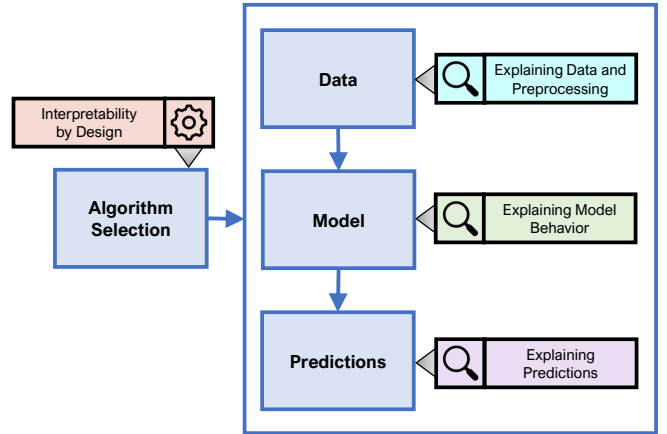 Data
Explaining Data and
Preprocessing
Interpretability
by Design
Algorithm
Selection
Model
Explaining Model
Behavior
Predictions
Explaining
Predictions